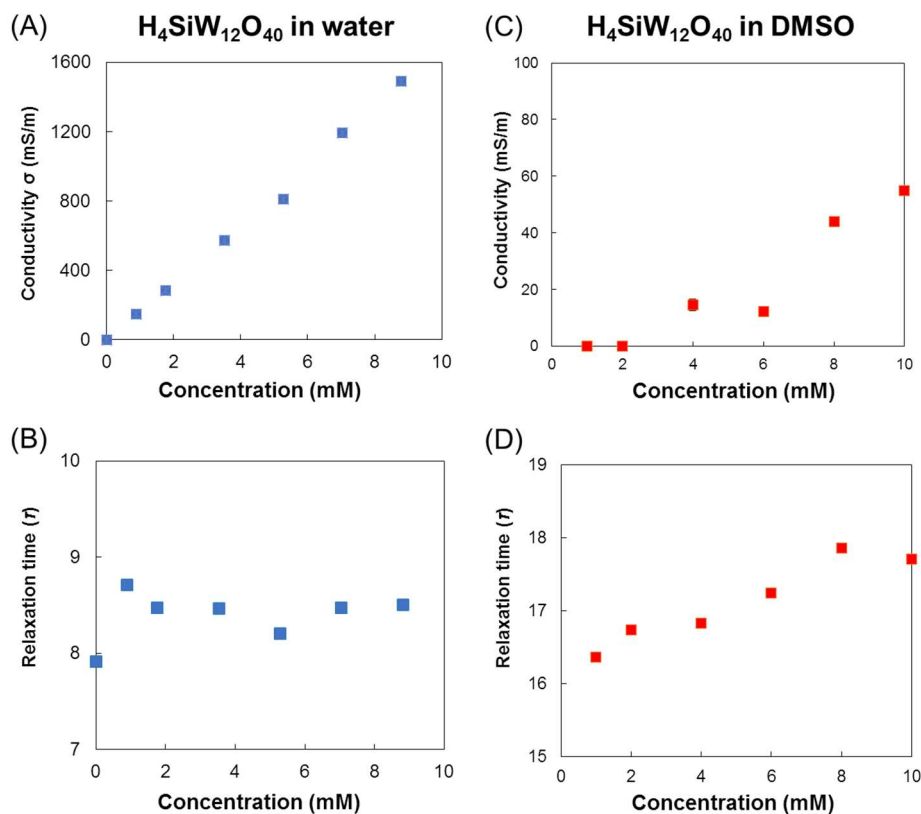 (A)
H₄SiW₁₂O₄₀ in water
1600
1200
800
400
0
Conductivity σ (mS/m)
0 2 4 6 8 10
Concentration (mM)
(C)
H₄SiW₁₂O₄₀ in DMSO
100
80
60
40
20
0
Conductivity (mS/m)
0 2 4 6 8 10
Concentration (mM)
(B)
10
9
8
7
Relaxation time (τ)
0 2 4 6 8 10
Concentration (mM)
(D)
19
18
17
16
15
Relaxation time (τ)
0 2 4 6 8 10
Concentration (mM)